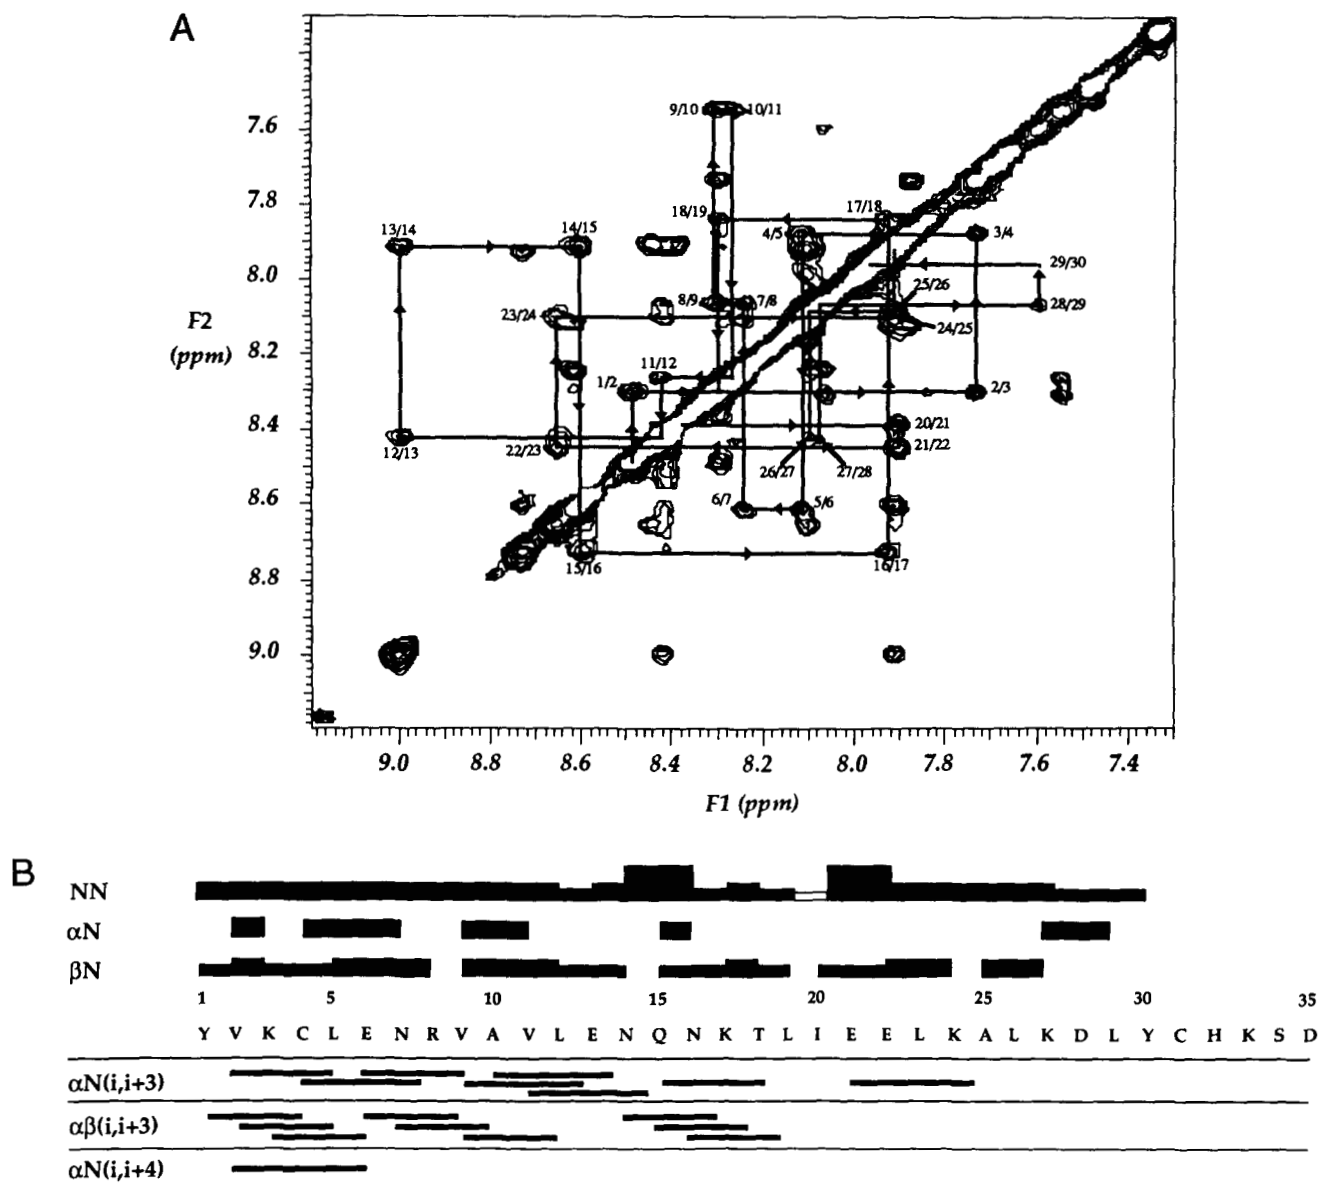 A
9/10 10/11
7.6
7.8
18/19 17/18
13/14 14/15 4/5 3/4
8.0
29/30
25/26
8/9 7/8 28/29
F2
(ppm)
23/24 24/25
8.2
11/12
1/2 2/3
8.4
20/21
12/13 22/23 21/22
26/27 27/28
6/7 5/6
8.6
15/16 16/17
8.8
9.0
9.0 8.8 8.6 8.4 8.2 8.0 7.8 7.6 7.4
F1 (ppm)
B
NN
αN
βN
1 5 10 15 20 25 30 35
Y V K C L E N R V A V L E N Q N K T L I E E L K A L K D L Y C H K S D
αN(i,i+3)
αβ(i,i+3)
αN(i,i+4)